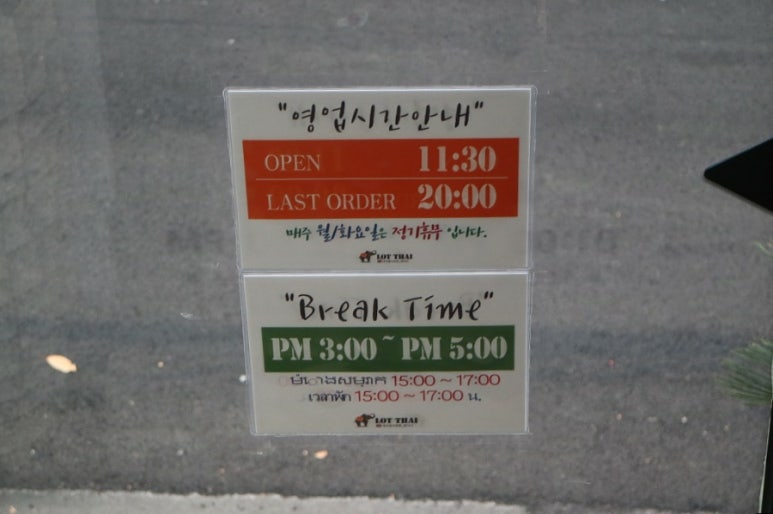 "영업시간안내"
OPEN 11:30
LAST ORDER 20:00
매주 월/화요일은 정기휴무 입니다.
LOT THAI
"Break Time"
PM 3:00 ~ PM 5:00
15:00 ~ 17:00
เวลาพัก 15:00 ~ 17:00 น.
LOT THAI